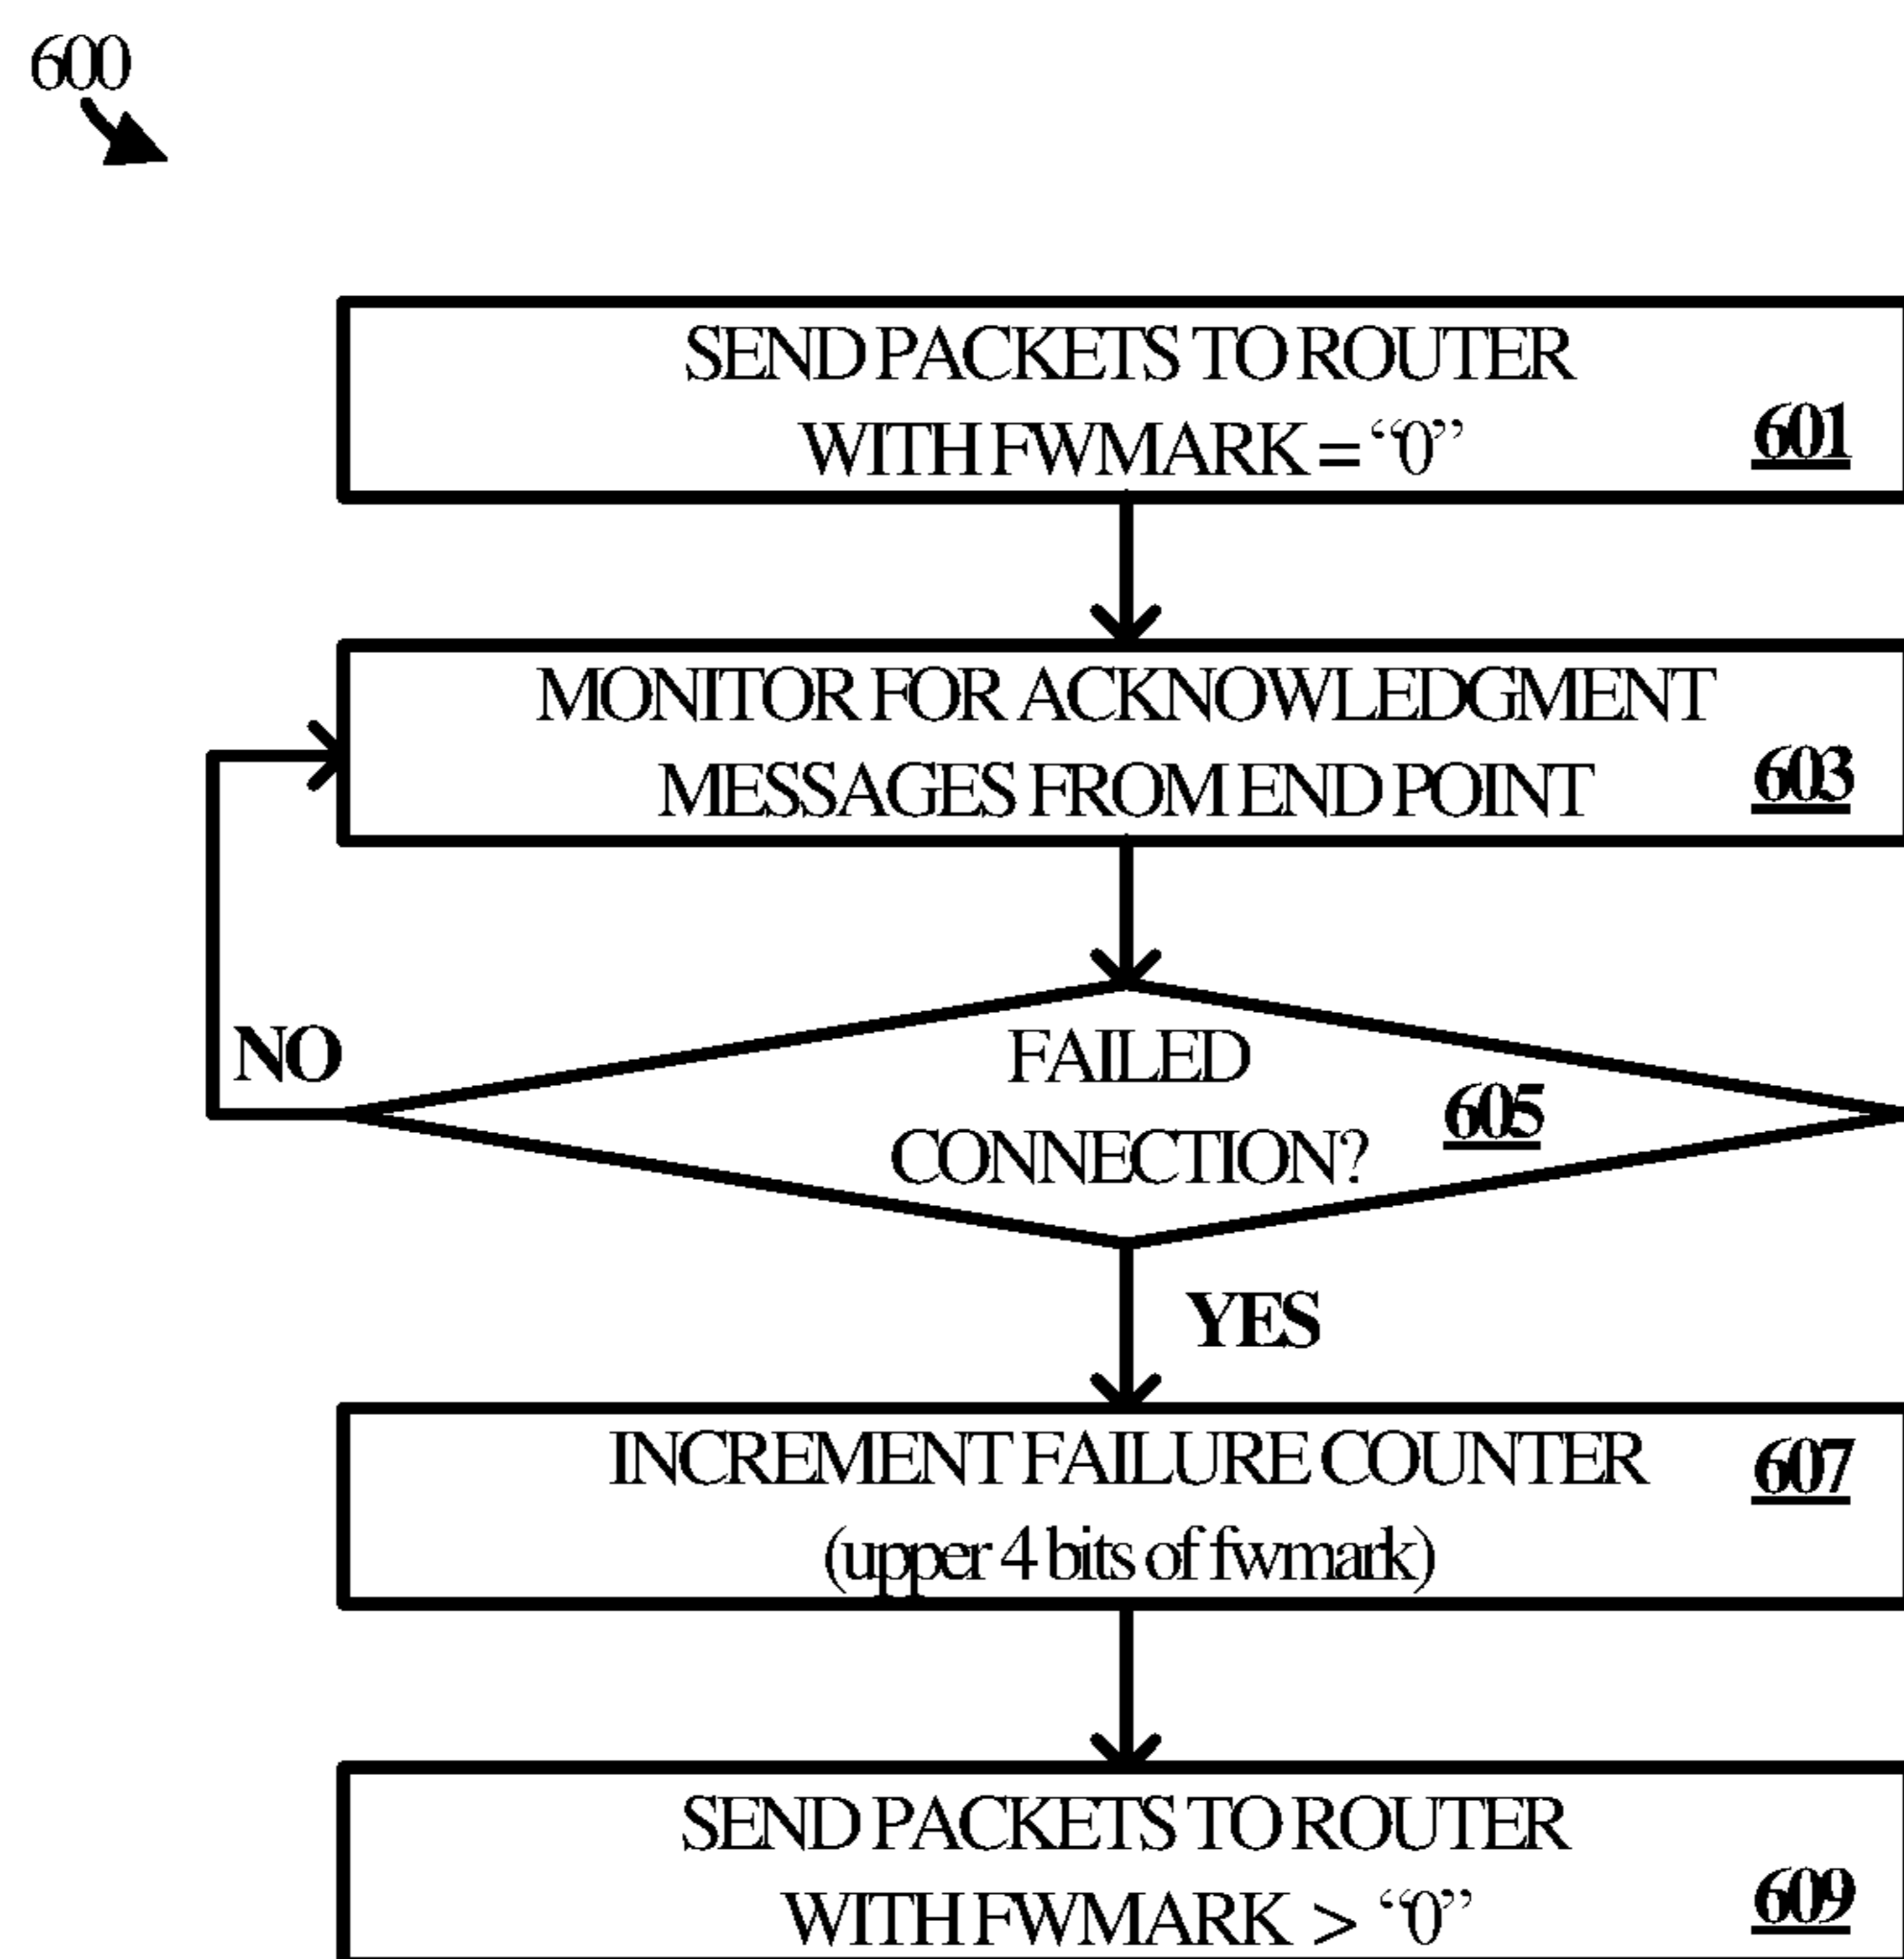 600
SEND PACKETS TO ROUTER
WITH FWMARK = “0”
601
MONITOR FOR ACKNOWLEDGMENT
MESSAGES FROM END POINT
603
NO
FAILED
CONNECTION?
605
YES
INCREMENT FAILURE COUNTER
607
(upper 4 bits of fwmark)
SEND PACKETS TO ROUTER
WITH FWMARK > “0”
609